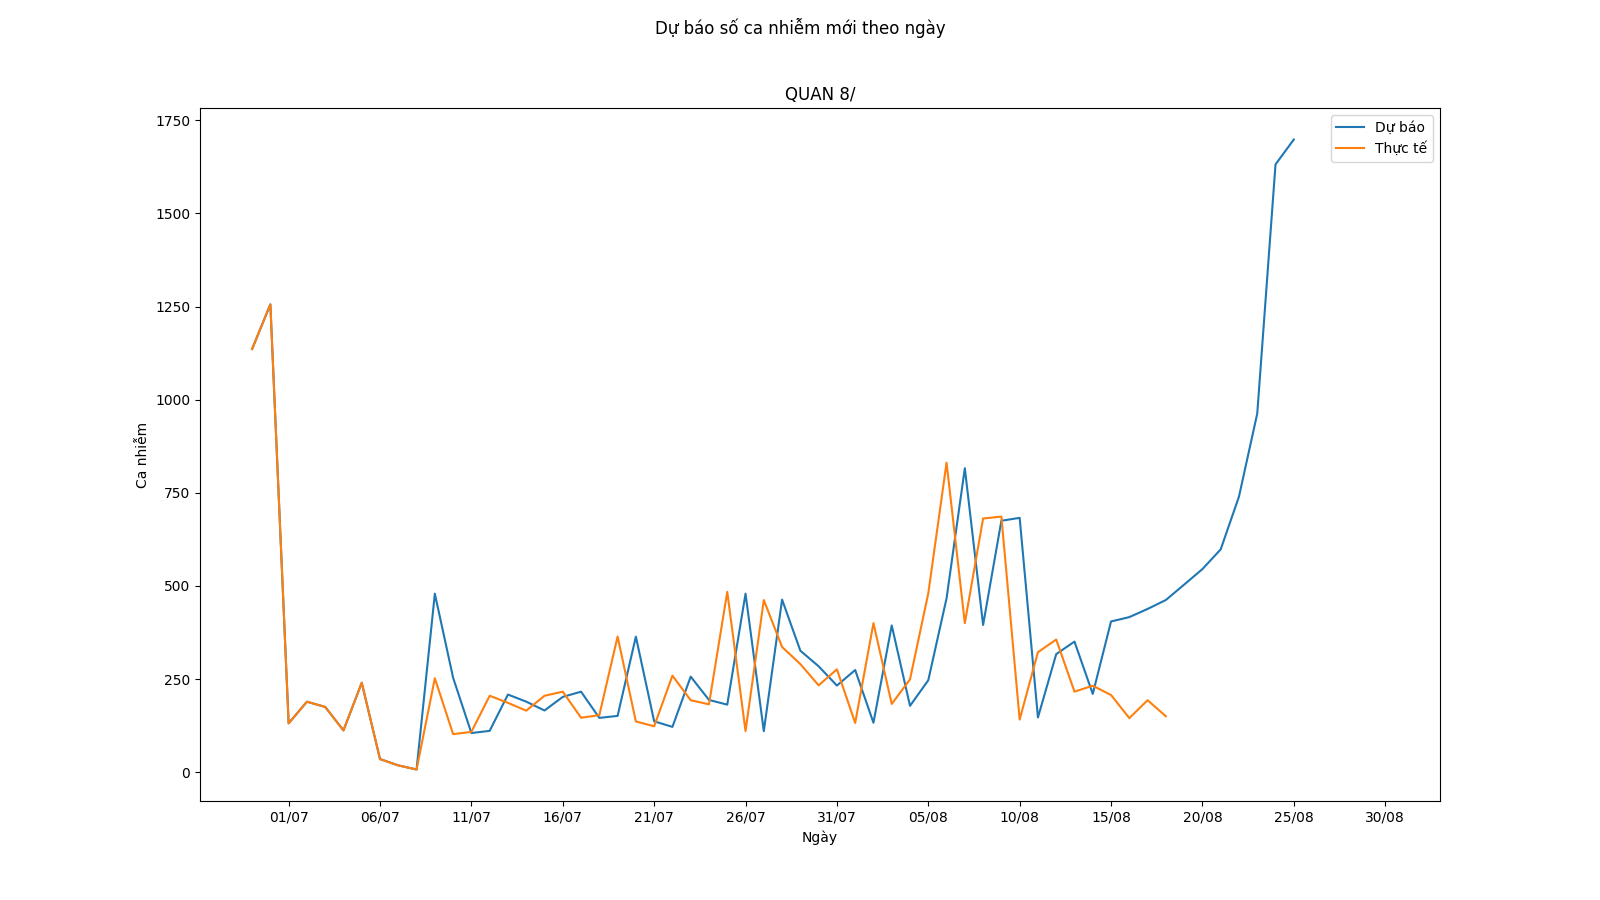 Dự báo số ca nhiễm mới theo ngày
QUAN 8/
Dự báo
Thực tế
1750
1500
1250
1000
750
500
250
0
Ca nhiễm
01/07 06/07 11/07 16/07 21/07 26/07 31/07 05/08 10/08 15/08 20/08 25/08 30/08
Ngày